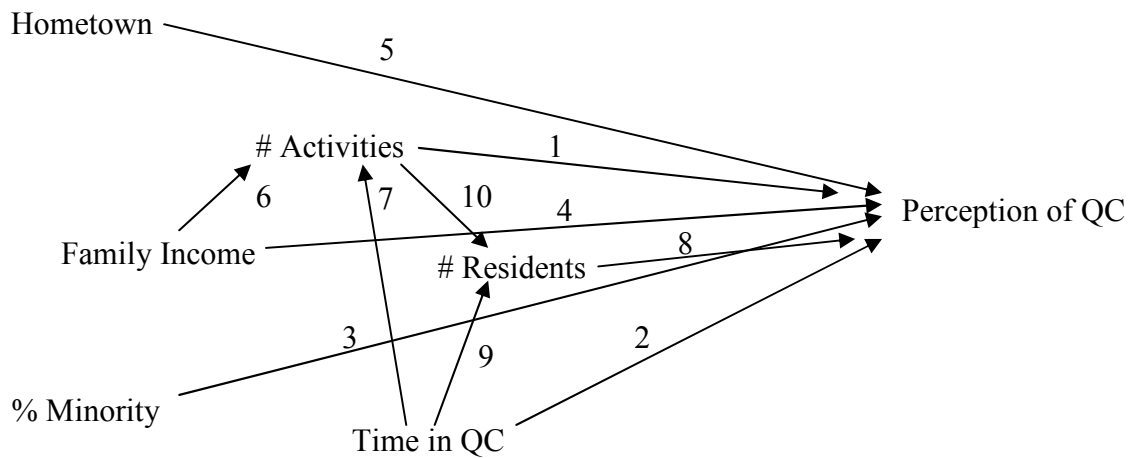 Hometown
5
# Activities
1
6
7
10
4
Perception of QC
Family Income
# Residents
8
3
9
2
% Minority
Time in QC